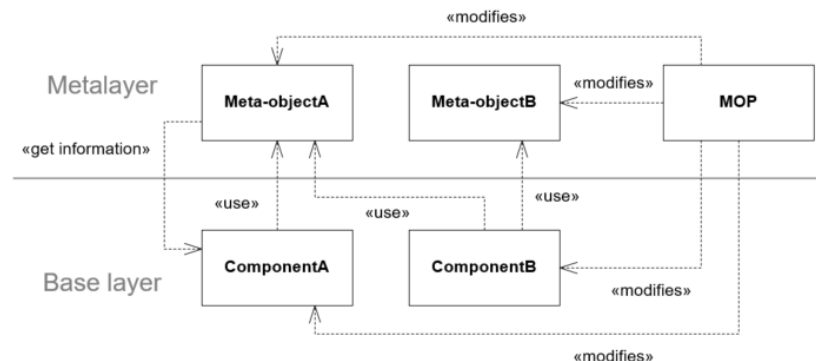 «modifies»
Metalayer
Meta-objectA
Meta-objectB
«modifies»
MOP
«get information»
«use»
«use»
«use»
Base layer
ComponentA
ComponentB
«modifies»
«modifies»